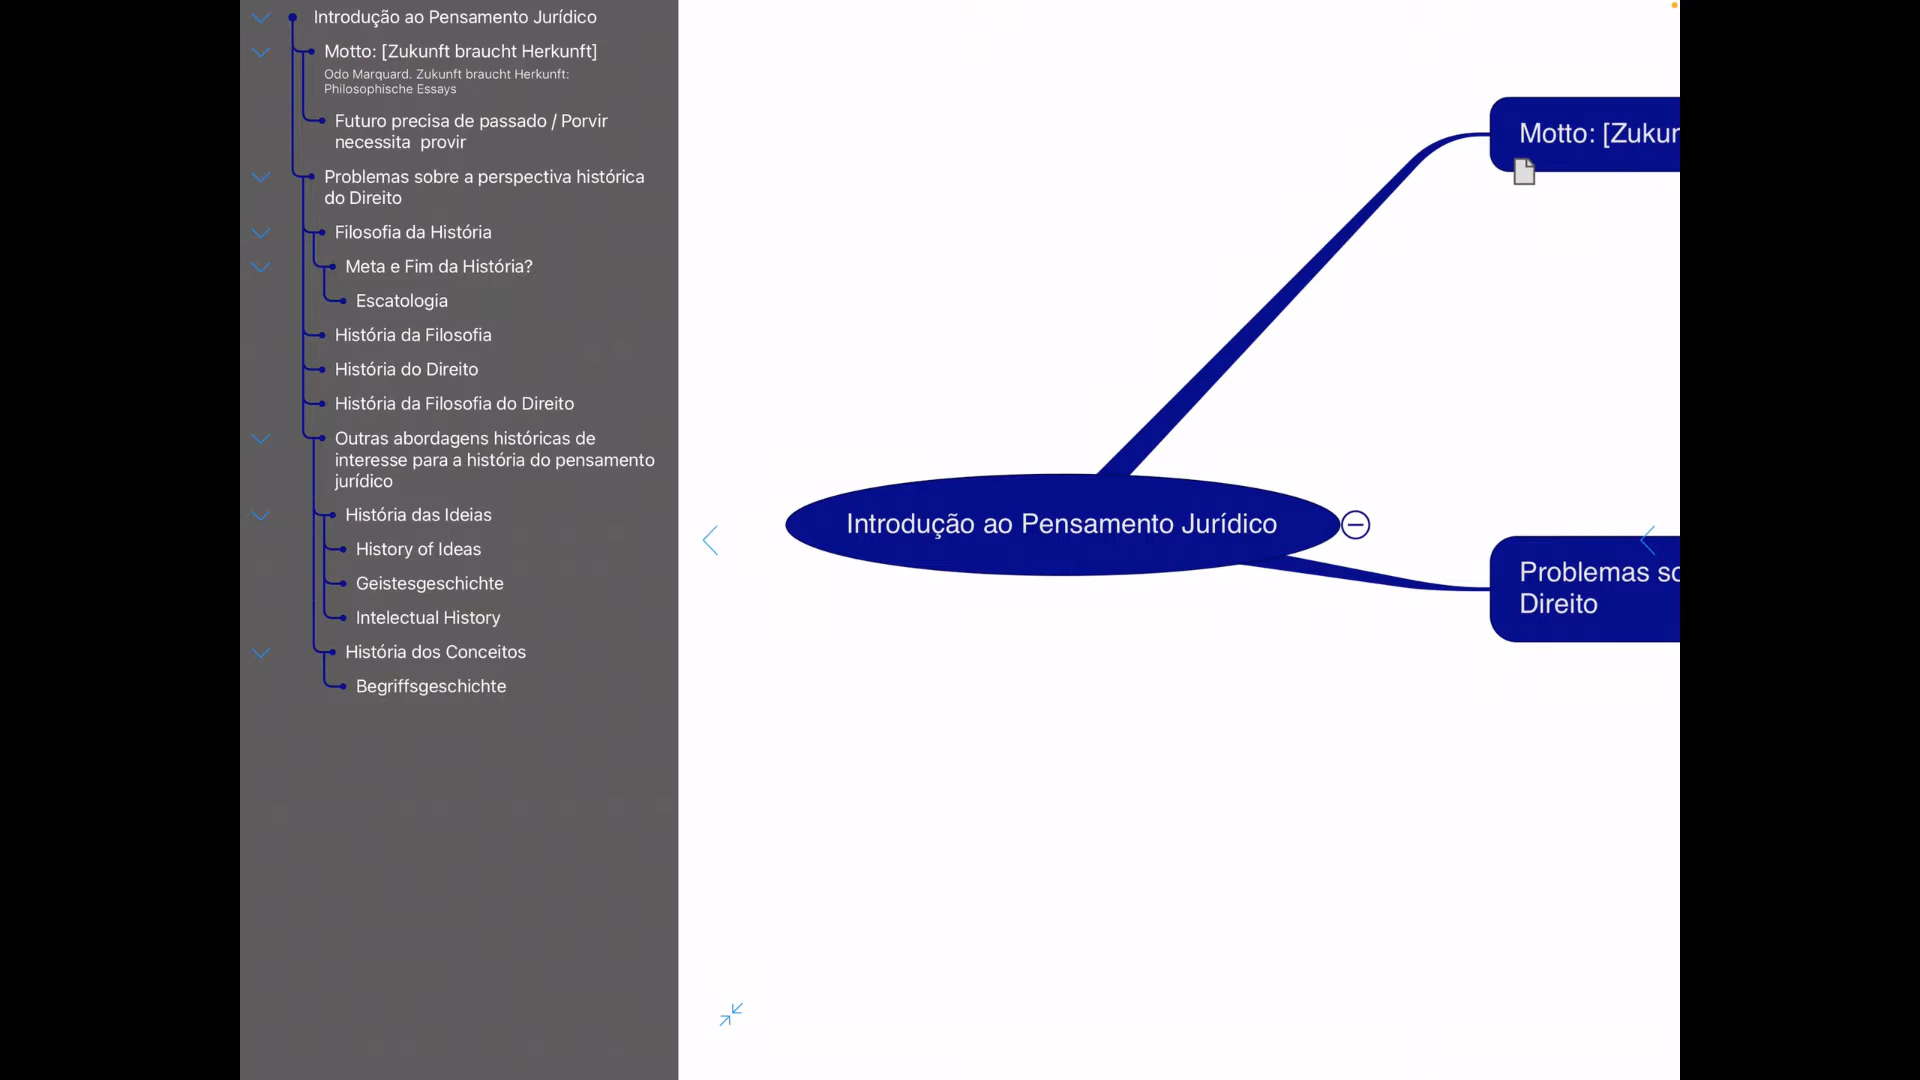 Introdução ao Pensamento Jurídico
Motto: [Zukunft braucht Herkunft]
Odo Marquard. Zukunft braucht Herkunft:
Philosophische Essays
Futuro precisa de passado / Porvir
necessita  provir
Problemas sobre a perspectiva histórica
do Direito
Filosofia da História
Meta e Fim da História?
Escatologia
História da Filosofia
História do Direito
História da Filosofia do Direito
Outras abordagens históricas de
interesse para a história do pensamento
jurídico
História das Ideias
History of Ideas
Geistesgeschichte
Intelectual History
História dos Conceitos
Begriffsgeschichte
Motto: [Zukun
Introdução ao Pensamento Jurídico
Problemas so
Direito